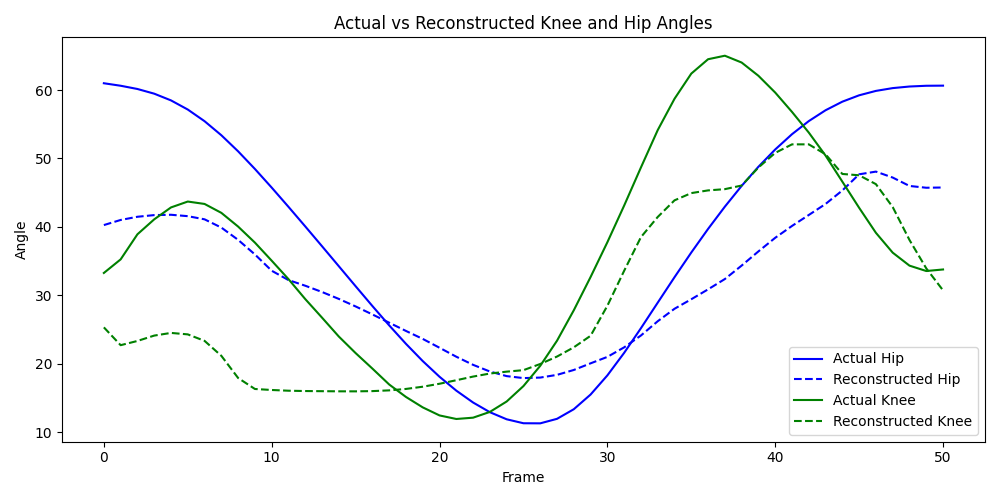 Actual vs Reconstructed Knee and Hip Angles
Angle
60
50
40
30
20
10
0 10 20 30 40 50
Frame
Actual Hip
Reconstructed Hip
Actual Knee
Reconstructed Knee